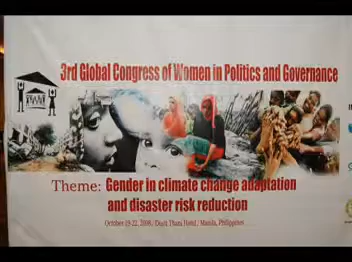 3rd Global Congress of Women in Politics and Governance
Theme: Gender in climate change adaptation
and disaster risk reduction
October 19-22, 2008 / Dusit Thani Hotel / Manila, Philippines